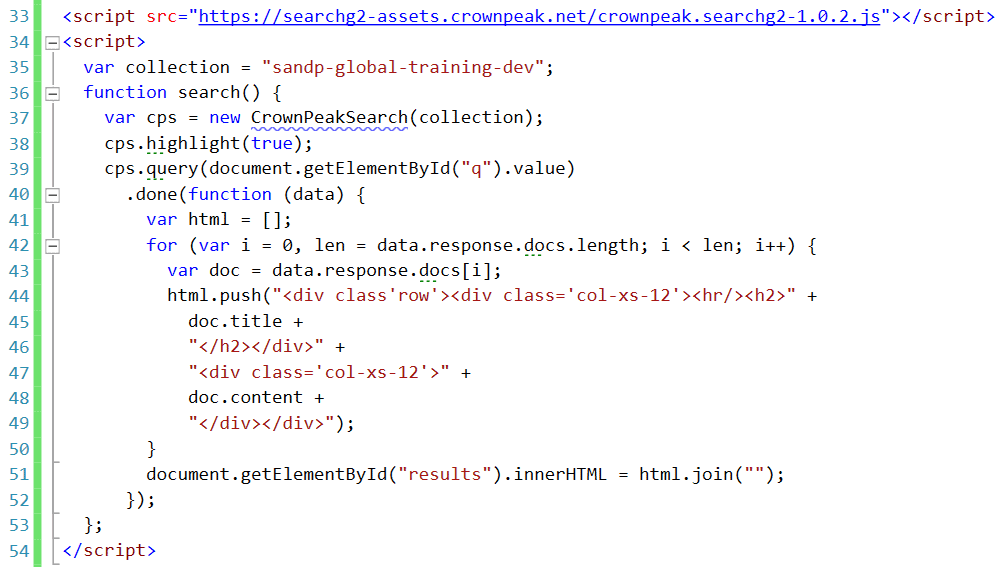 33 <script src="https://searchg2-assets.crownpeak.net/crownpeak.searchg2-1.0.2.js"></script>
34 <script>
35 var collection = "sandp-global-training-dev";
36 function search() {
37 var cps = new CrownPeakSearch(collection);
38 cps.highlight(true);
39 cps.query(document.getElementById("q").value)
40 .done(function (data) {
41 var html = [];
42 for (var i = 0, len = data.response.docs.length; i < len; i++) {
43 var doc = data.response.docs[i];
44 html.push("<div class'row'><div class='col-xs-12'><hr/><h2>" +
45 doc.title +
46 "</h2></div>" +
47 "<div class='col-xs-12'>" +
48 doc.content +
49 "</div></div>");
50 }
51 document.getElementById("results").innerHTML = html.join("");
52 });
53 };
54 </script>